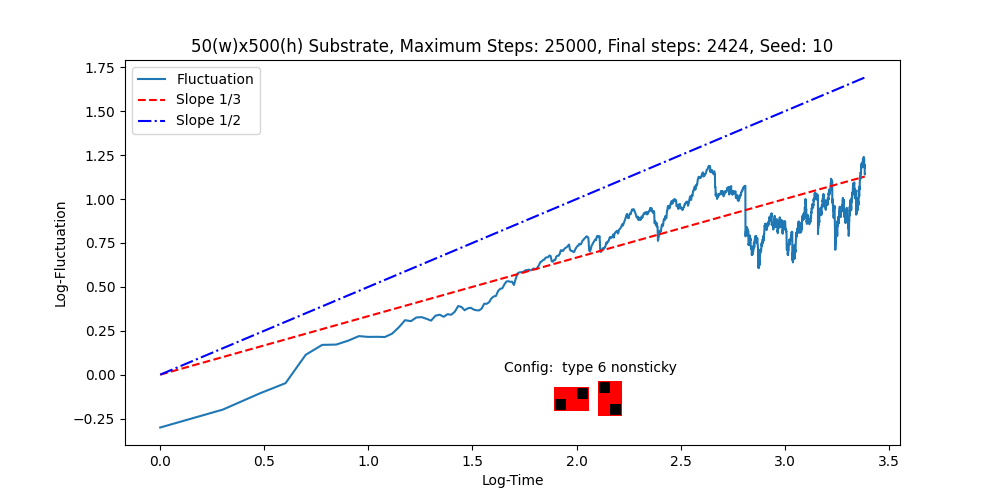 50(w)x500(h) Substrate, Maximum Steps: 25000, Final steps: 2424, Seed: 10
1.75
1.50
1.25
1.00
0.75
0.50
0.25
0.00
−0.25
Log-Fluctuation
Fluctuation
Slope 1/3
Slope 1/2
Config:  type 6 nonsticky
0.0 0.5 1.0 1.5 2.0 2.5 3.0 3.5
Log-Time